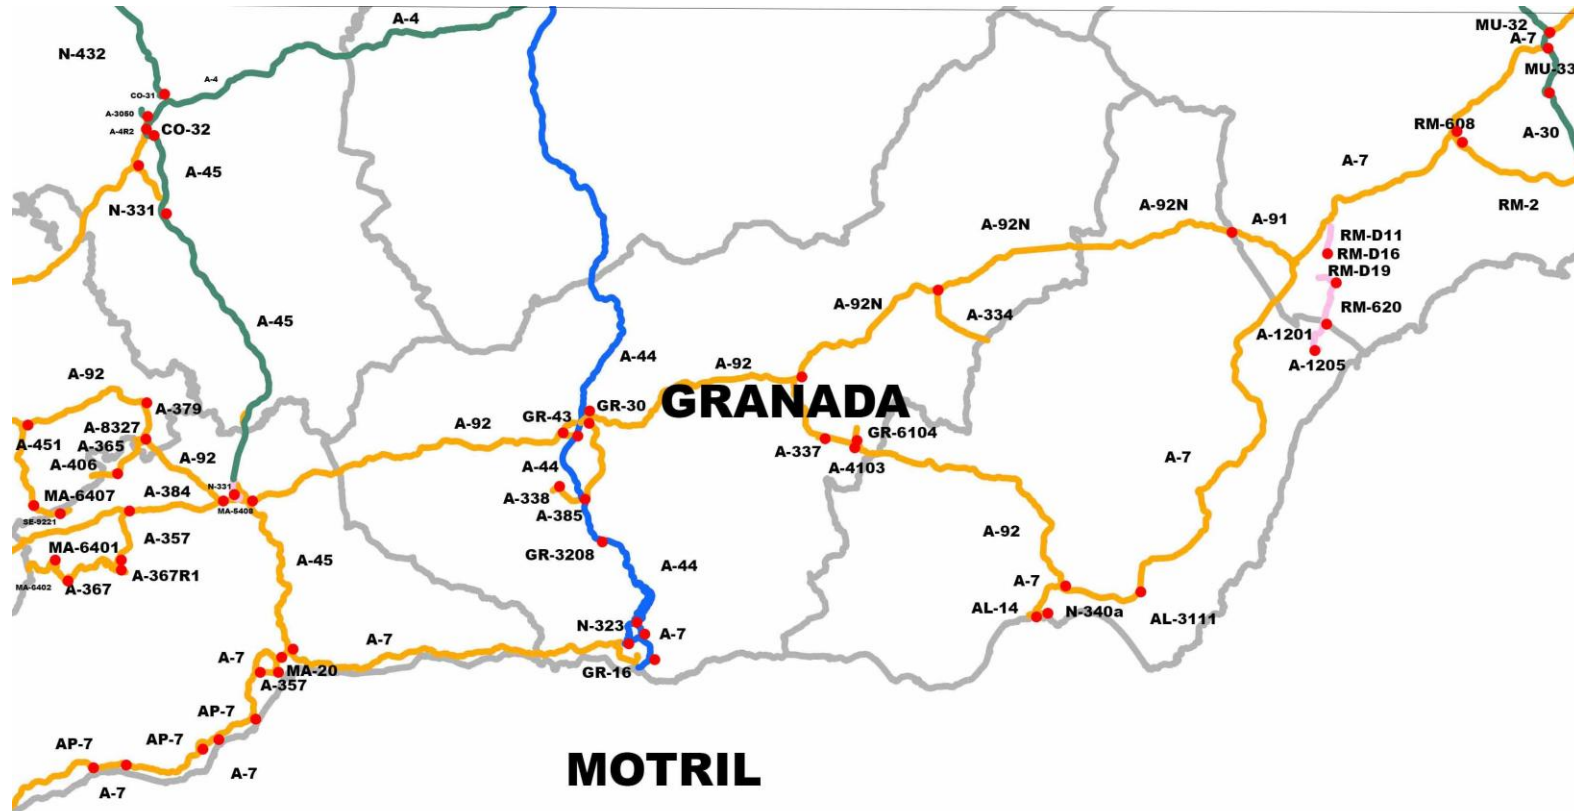 A-4
MU-32
A-7
N-432
MU-33
A-4
CO-31
A-3050
A-4R2
CO-32
RM-608
A-30
A-45
A-7
N-331
A-92N
A-91
RM-2
A-92N
RM-D11
RM-D16
RM-D19
A-92N
RM-620
A-334
A-45
A-1201
A-44
A-1205
A-92
A-92
GRANADA
A-379
GR-30
GR-43
A-8327
GR-6104
A-451
A-365
A-92
A-337
A-406
A-92
A-44
A-4103
A-7
N-331
MA-6407
A-384
A-338
MA-5408
A-385
SE-9221
A-357
A-92
MA-6401
GR-3208
A-45
A-44
A-367R1
A-7
MA-6402
A-367
AL-14
N-340a
AL-3111
N-323
A-7
A-7
A-7
MA-20
GR-16
A-357
AP-7
AP-7
AP-7
A-7
MOTRIL
A-7